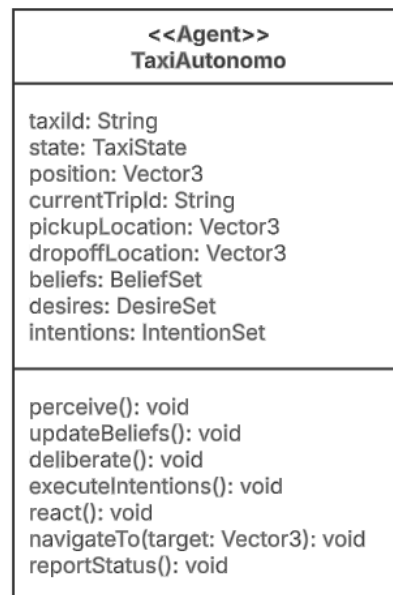 <<Agent>>
TaxiAutonomo
taxiId: String
state: TaxiState
position: Vector3
currentTripId: String
pickupLocation: Vector3
dropoffLocation: Vector3
beliefs: BeliefSet
desires: DesireSet
intentions: IntentionSet
perceive(): void
updateBeliefs(): void
deliberate(): void
executeIntentions(): void
react(): void
navigateTo(target: Vector3): void
reportStatus(): void